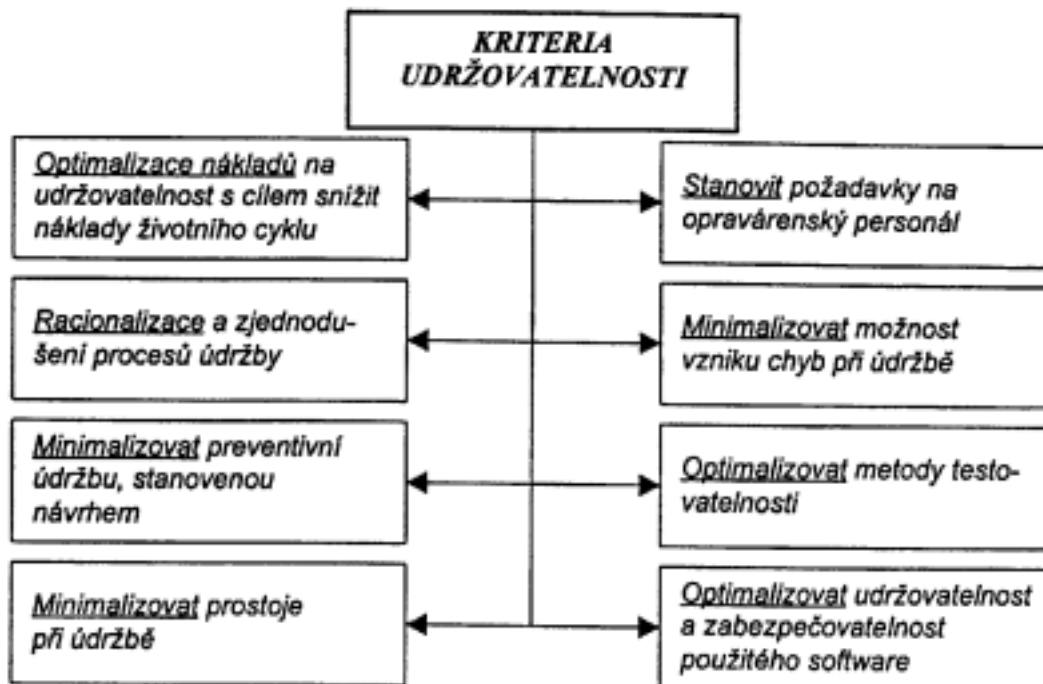 KRITERIA
UDRŽOVATELNOSTI
Optimalizace nákladů na
udržovatelnost s cílem snížit
náklady životního cyklu
Stanovit požadavky na
opravárenský personál
Racionalizace a zjednodu-
šení procesů údržby
Minimalizovat možnost
vzniku chyb při údržbě
Minimalizovat preventivní
údržbu, stanovenou
návrhem
Optimalizovat metody testo-
vatelnosti
Minimalizovat prostoje
při údržbě
Optimalizovat udržovatelnost
a zabezpečovatelnost
použitého software